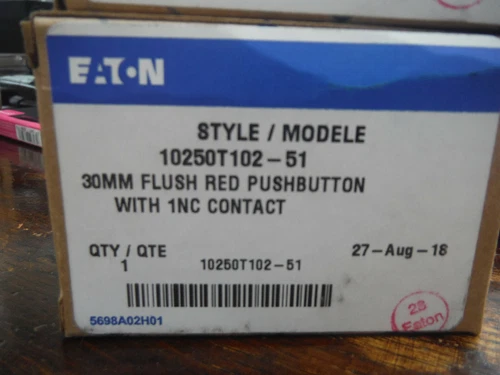 EATON
STYLE / MODELE
10250T102-51
30MM FLUSH RED PUSHBUTTON
WITH 1NC CONTACT
QTY / QTE
27-Aug-18
1
10250T102-51
5698A02H01
28
Eaton